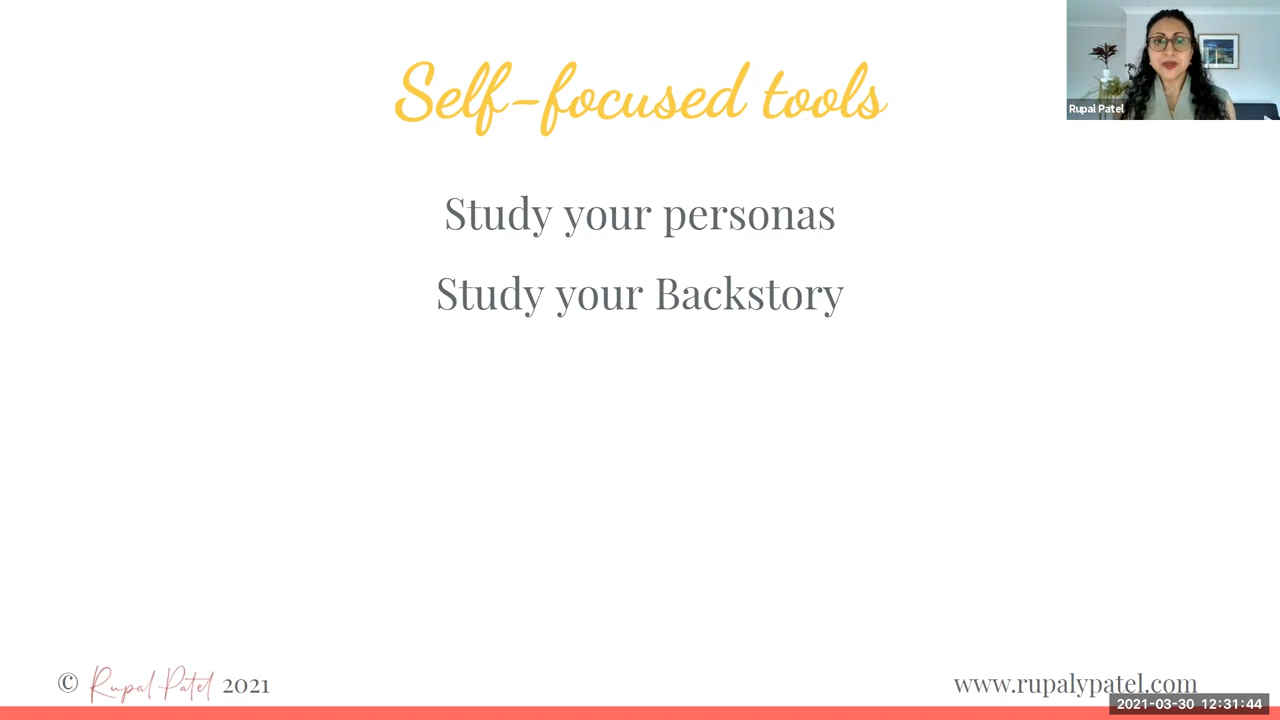 Self-focused tools
Rupal Patel
Study your personas
Study your Backstory
© Rupal Patel 2021
www.rupalypatel.com
2021-03-30 12:31:44